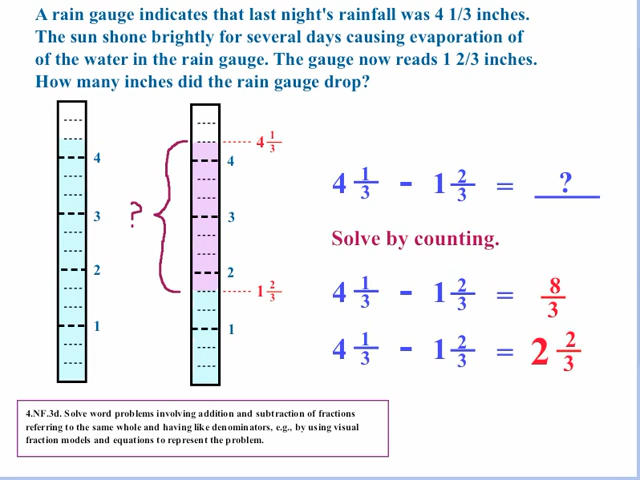 A rain gauge indicates that last night's rainfall was 4 1/3 inches.
The sun shone brightly for several days causing evaporation of
of the water in the rain gauge. The gauge now reads 1 2/3 inches.
How many inches did the rain gauge drop?
4 1/3
4
4
4 1/3 - 1 2/3 = ?
3
?
3
Solve by counting.
2
2
1 2/3
4 1/3 - 1 2/3 = 8/3
1
1
4 1/3 - 1 2/3 = 2 2/3
4.NF.3d. Solve word problems involving addition and subtraction of fractions
referring to the same whole and having like denominators, e.g., by using visual
fraction models and equations to represent the problem.